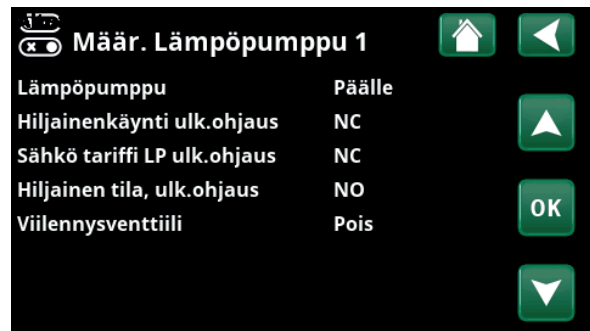 Määr. Lämpöpumppu 1
Lämpöpumppu Päälle
Hiljainenkäynti ulk.ohjaus NC
Sähkö tariffi LP ulk.ohjaus NC
Hiljainen tila, ulk.ohjaus NO
Viilennysventtiili Pois
OK